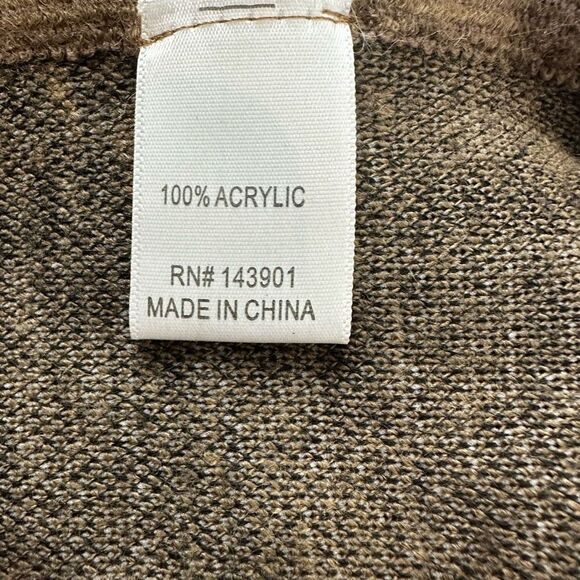 100% ACRYLIC
RN# 143901
MADE IN CHINA